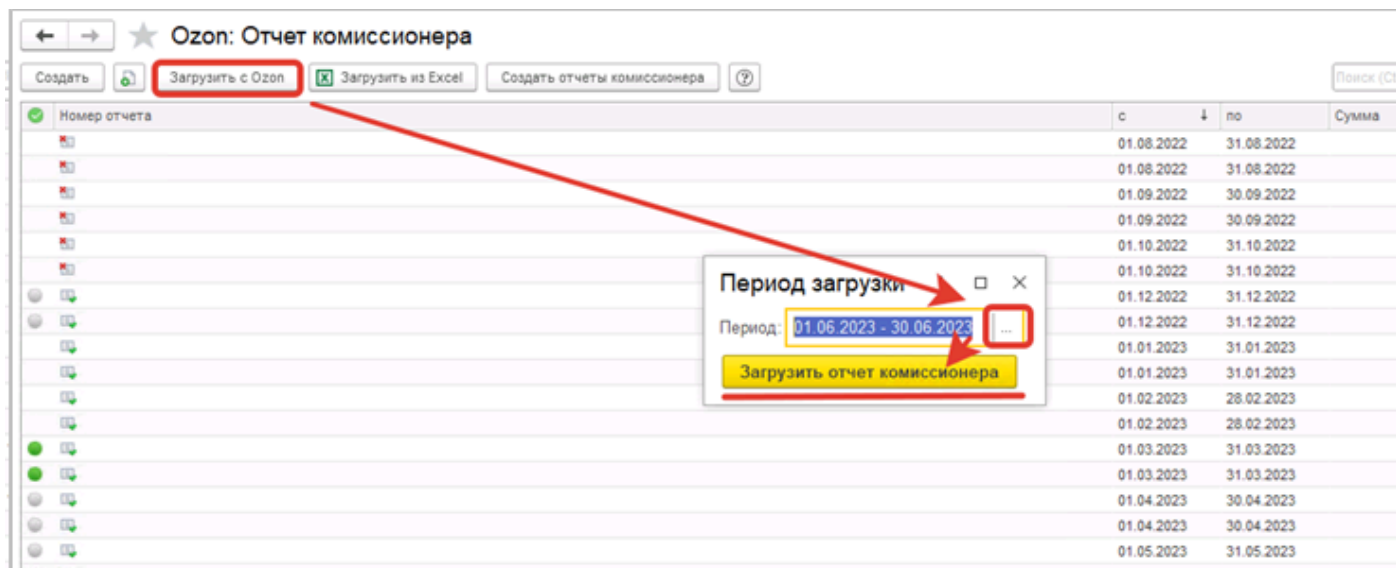 Ozon: Отчет комиссионера
Создать Загрузить с Ozon Загрузить из Excel Создать отчеты комиссионера ? Поиск (Ct
Номер отчета с ↓ по Сумма
01.08.2022 31.08.2022
01.08.2022 31.08.2022
01.09.2022 30.09.2022
01.09.2022 30.09.2022
01.10.2022 31.10.2022
01.10.2022 31.10.2022
01.12.2022 31.12.2022
01.12.2022 31.12.2022
01.01.2023 31.01.2023
01.01.2023 31.01.2023
01.02.2023 28.02.2023
01.02.2023 28.02.2023
01.03.2023 31.03.2023
01.03.2023 31.03.2023
01.04.2023 30.04.2023
01.04.2023 30.04.2023
01.05.2023 31.05.2023
Период загрузки
Период: 01.06.2023 - 30.06.2023 ...
Загрузить отчет комиссионера